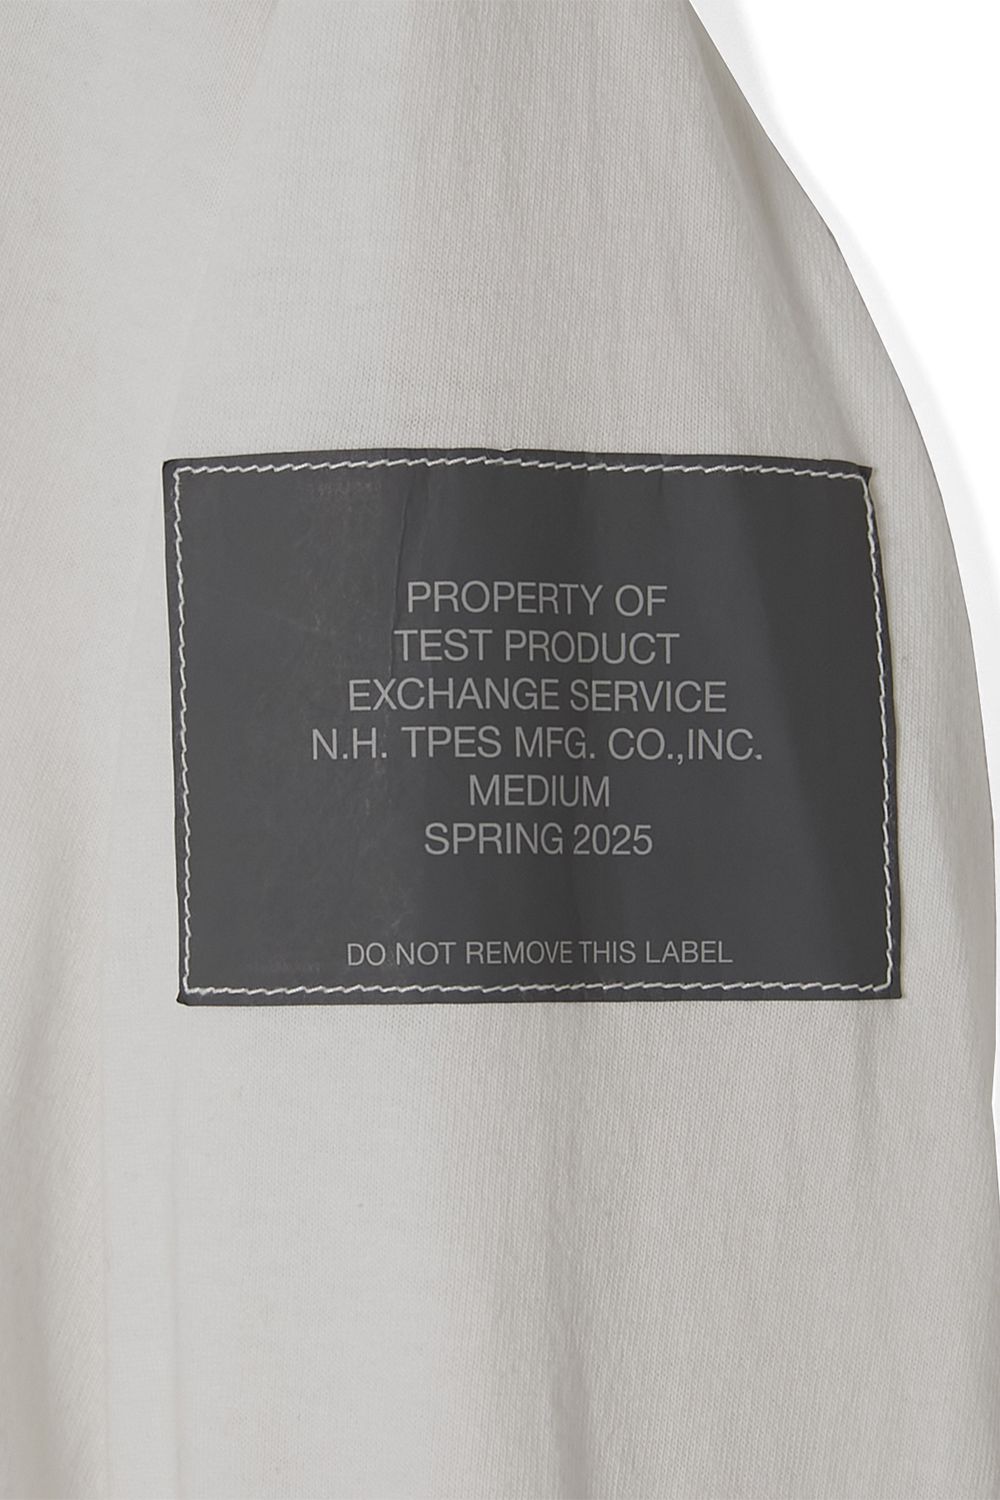 PROPERTY OF
TEST PRODUCT
EXCHANGE SERVICE
N.H. TPES MFG. CO.,INC.
MEDIUM
SPRING 2025
DO NOT REMOVE THIS LABEL